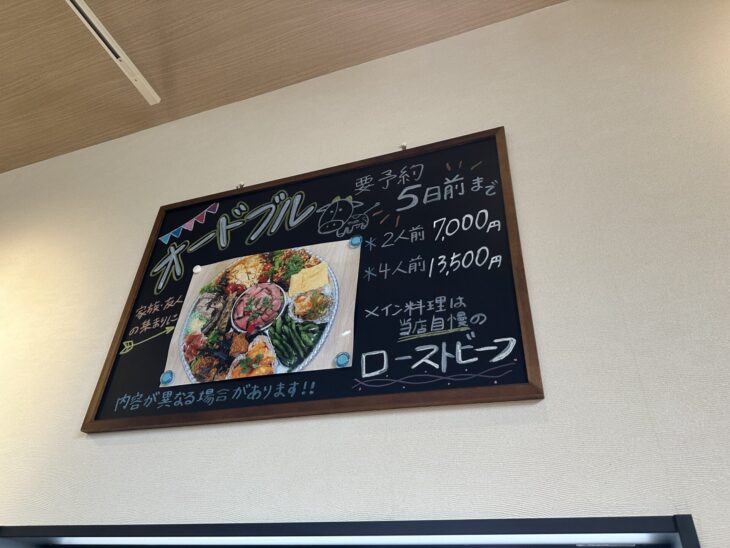 オードブル
要予約
5日前まで
*2人前 7,000円
*4人前 13,500円
家族・友人
の集まりに
メイン料理は
当店自慢の
ローストビーフ
内容が異なる場合があります!!